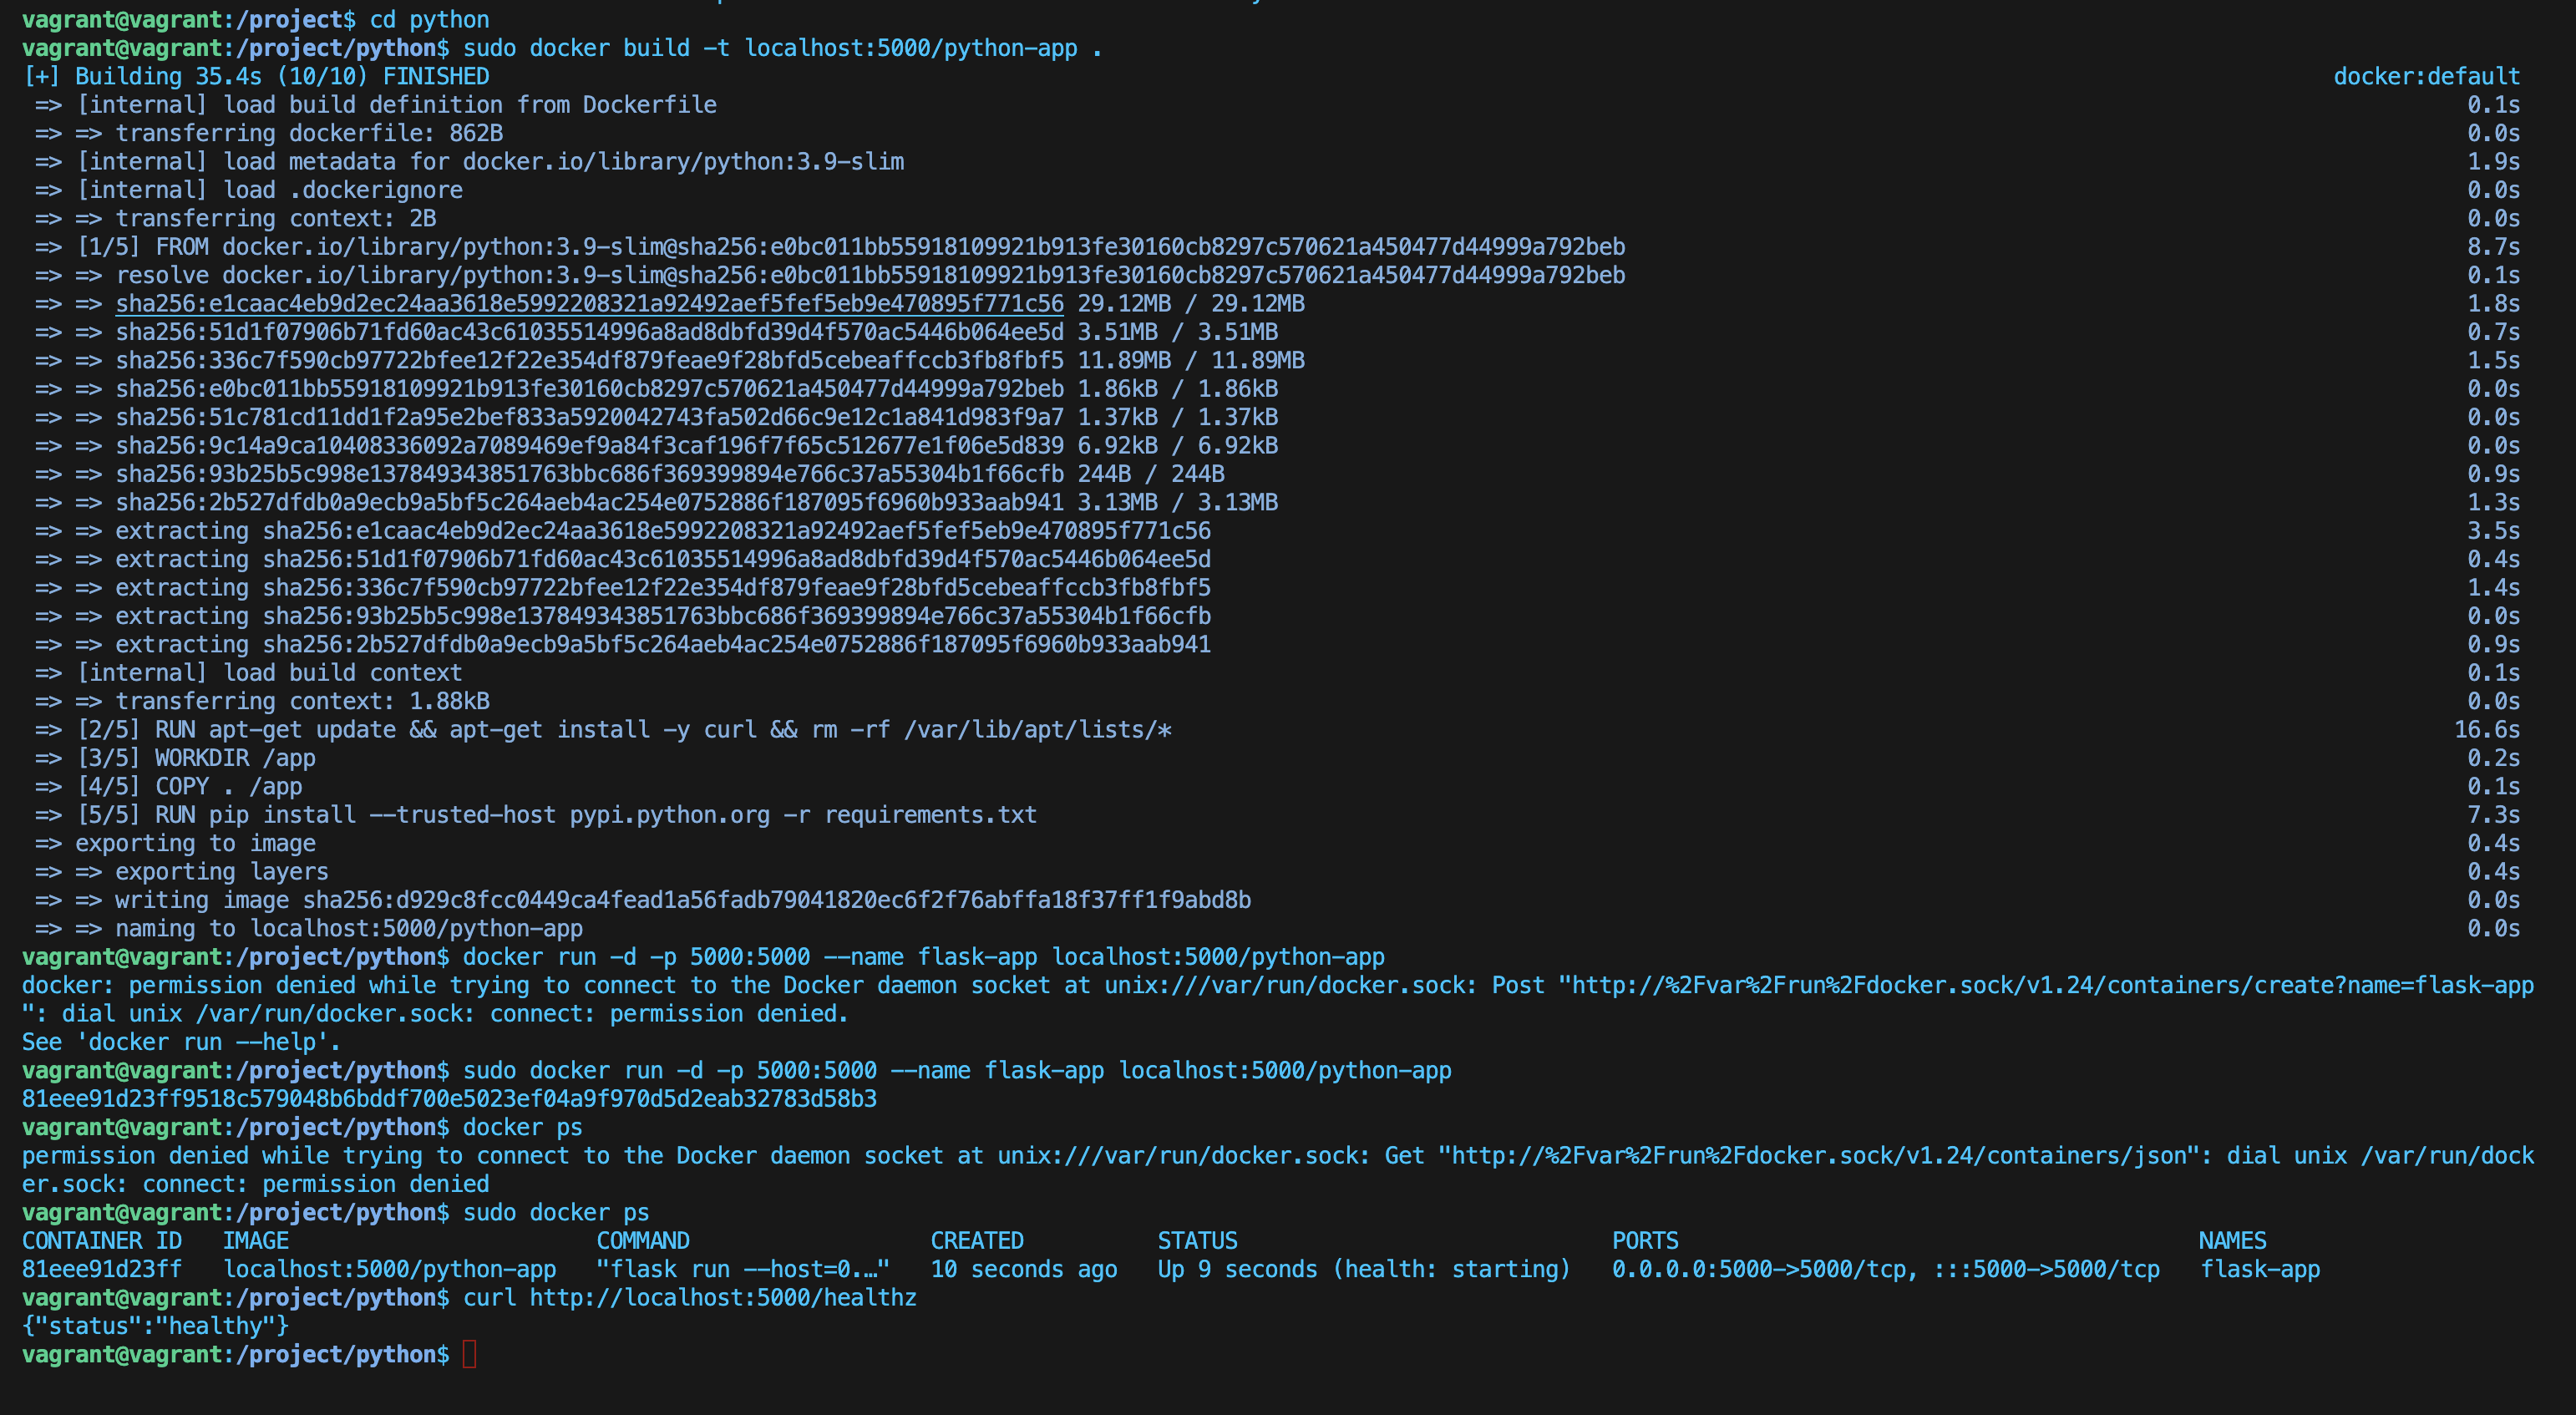 vagrant@vagrant:/project$ cd python
vagrant@vagrant:/project/python$ sudo docker build -t localhost:5000/python-app .
[+] Building 35.4s (10/10) FINISHED docker:default
=> [internal] load build definition from Dockerfile 0.1s
=> => transferring dockerfile: 862B 0.0s
=> [internal] load metadata for docker.io/library/python:3.9-slim 1.9s
=> [internal] load .dockerignore 0.0s
=> => transferring context: 2B 0.0s
=> [1/5] FROM docker.io/library/python:3.9-slim@sha256:e0bc011bb55918109921b913fe30160cb8297c570621a450477d44999a792beb 8.7s
=> => resolve docker.io/library/python:3.9-slim@sha256:e0bc011bb55918109921b913fe30160cb8297c570621a450477d44999a792beb 0.1s
=> => sha256:e1caac4eb9d2ec24aa3618e5992208321a92492aef5fef5eb9e470895f771c56 29.12MB / 29.12MB 1.8s
=> => sha256:51d1f07906b71fd60ac43c61035514996a8ad8dbfd39d4f570ac5446b064ee5d 3.51MB / 3.51MB 0.7s
=> => sha256:336c7f590cb97722bfee12f22e354df879feae9f28bfd5cebeaffccb3fb8fbf5 11.89MB / 11.89MB 1.5s
=> => sha256:e0bc011bb55918109921b913fe30160cb8297c570621a450477d44999a792beb 1.86kB / 1.86kB 0.0s
=> => sha256:51c781cd11dd1f2a95e2bef833a5920042743fa502d66c9e12c1a841d983f9a7 1.37kB / 1.37kB 0.0s
=> => sha256:9c14a9ca10408336092a7089469ef9a84f3caf196f7f65c512677e1f06e5d839 6.92kB / 6.92kB 0.0s
=> => sha256:93b25b5c998e137849343851763bbc686f369399894e766c37a55304b1f66cfb 244B / 244B 0.9s
=> => sha256:2b527dfdb0a9ecb9a5bf5c264aeb4ac254e0752886f187095f6960b933aab941 3.13MB / 3.13MB 1.3s
=> => extracting sha256:e1caac4eb9d2ec24aa3618e5992208321a92492aef5fef5eb9e470895f771c56 3.5s
=> => extracting sha256:51d1f07906b71fd60ac43c61035514996a8ad8dbfd39d4f570ac5446b064ee5d 0.4s
=> => extracting sha256:336c7f590cb97722bfee12f22e354df879feae9f28bfd5cebeaffccb3fb8fbf5 1.4s
=> => extracting sha256:93b25b5c998e137849343851763bbc686f369399894e766c37a55304b1f66cfb 0.0s
=> => extracting sha256:2b527dfdb0a9ecb9a5bf5c264aeb4ac254e0752886f187095f6960b933aab941 0.9s
=> [internal] load build context 0.1s
=> => transferring context: 1.88kB 0.0s
=> [2/5] RUN apt-get update && apt-get install -y curl && rm -rf /var/lib/apt/lists/* 16.6s
=> [3/5] WORKDIR /app 0.2s
=> [4/5] COPY . /app 0.1s
=> [5/5] RUN pip install --trusted-host pypi.python.org -r requirements.txt 7.3s
=> exporting to image 0.4s
=> => exporting layers 0.4s
=> => writing image sha256:d929c8fcc0449ca4fead1a56fadb79041820ec6f2f76abffa18f37ff1f9abd8b 0.0s
=> => naming to localhost:5000/python-app 0.0s
vagrant@vagrant:/project/python$ docker run -d -p 5000:5000 --name flask-app localhost:5000/python-app
docker: permission denied while trying to connect to the Docker daemon socket at unix:///var/run/docker.sock: Post "http://%2Fvar%2Frun%2Fdocker.sock/v1.24/containers/create?name=flask-app
": dial unix /var/run/docker.sock: connect: permission denied.
See 'docker run --help'.
vagrant@vagrant:/project/python$ sudo docker run -d -p 5000:5000 --name flask-app localhost:5000/python-app
81eee91d23ff9518c579048b6bddf700e5023ef04a9f970d5d2eab32783d58b3
vagrant@vagrant:/project/python$ docker ps
permission denied while trying to connect to the Docker daemon socket at unix:///var/run/docker.sock: Get "http://%2Fvar%2Frun%2Fdocker.sock/v1.24/containers/json": dial unix /var/run/dock
er.sock: connect: permission denied
vagrant@vagrant:/project/python$ sudo docker ps
CONTAINER ID IMAGE COMMAND CREATED STATUS PORTS NAMES
81eee91d23ff localhost:5000/python-app "flask run --host=0.…" 10 seconds ago Up 9 seconds (health: starting) 0.0.0.0:5000->5000/tcp, :::5000->5000/tcp flask-app
vagrant@vagrant:/project/python$ curl http://localhost:5000/healthz
{"status":"healthy"}
vagrant@vagrant:/project/python$